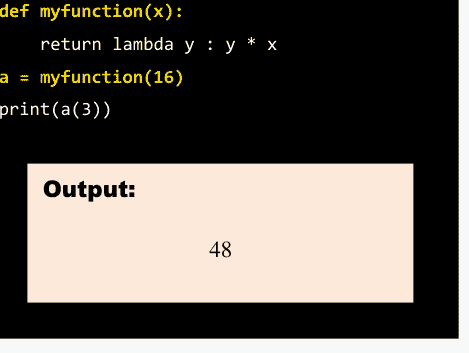 def myfunction(x):
    return lambda y : y * x
a = myfunction(16)
print(a(3))
Output:
48